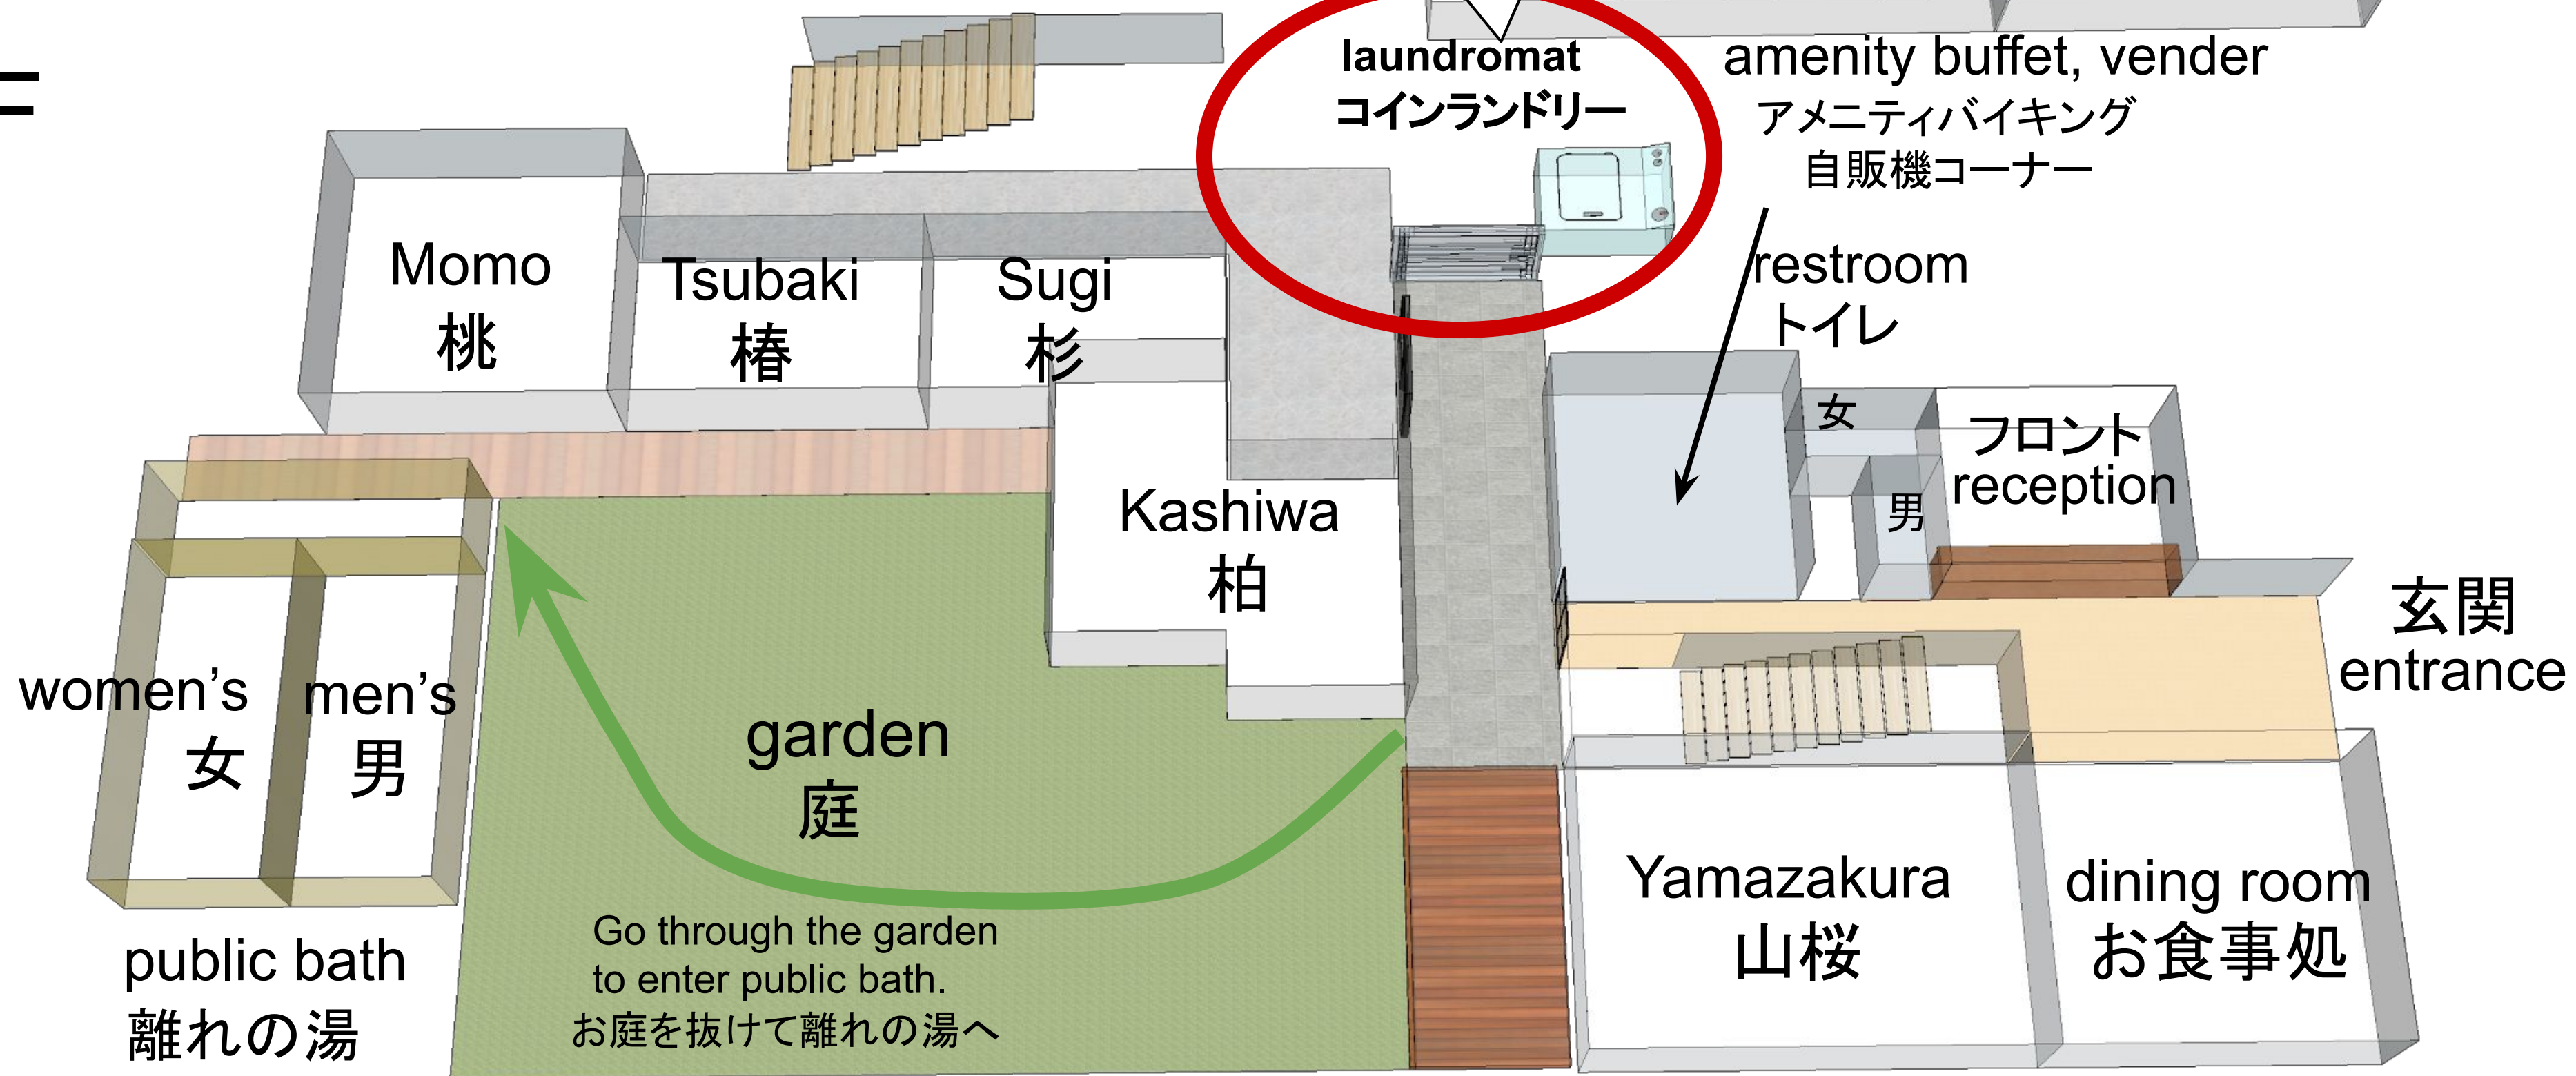 laundromat
コインランドリー
amenity buffet, vender
アメニティバイキング
自販機コーナー
restroom
トイレ
Momo
桃
Tsubaki
椿
Sugi
杉
女
フロント
reception
男
Kashiwa
柏
玄関
entrance
women's
女
men's
男
garden
庭
Yamazakura
山桜
dining room
お食事処
Go through the garden
to enter public bath.
お庭を抜けて離れの湯へ
public bath
離れの湯